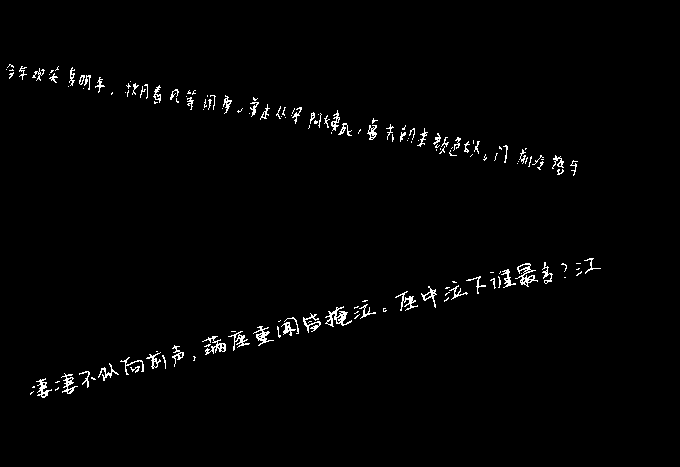 今年欢笑复明年，秋月春风等闲度。弟走从军阿姨死，暮去朝来颜色故。门前冷鞍车
凄凄不似向前声，满座重闻皆掩泣。座中泣下谁最多？江